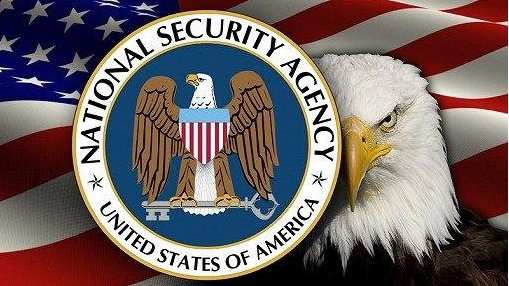 NATIONAL SECURITY AGENCY
UNITED STATES OF AMERICA